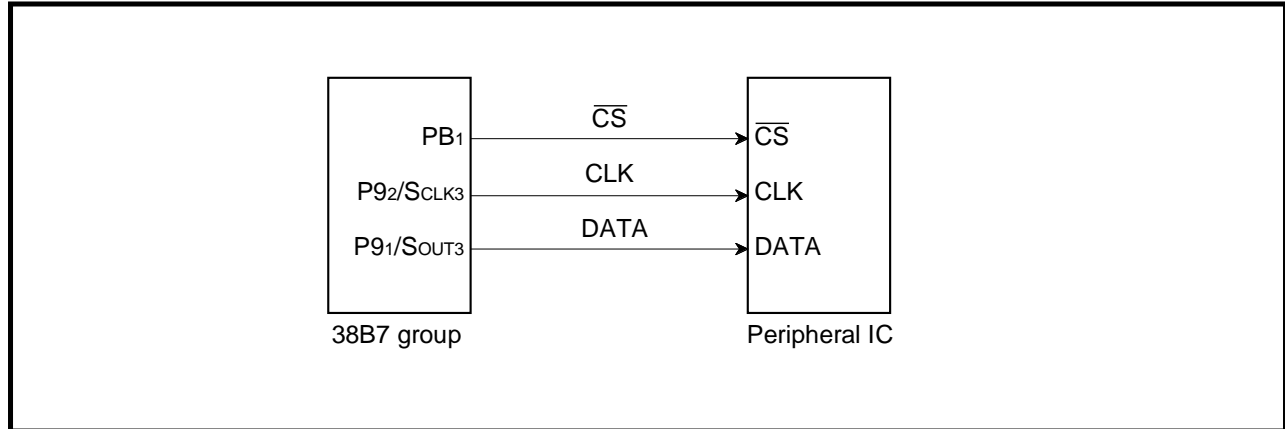 PB1 CS CS
P92/SCLK3 CLK CLK
P91/SOUT3 DATA DATA
38B7 group Peripheral IC